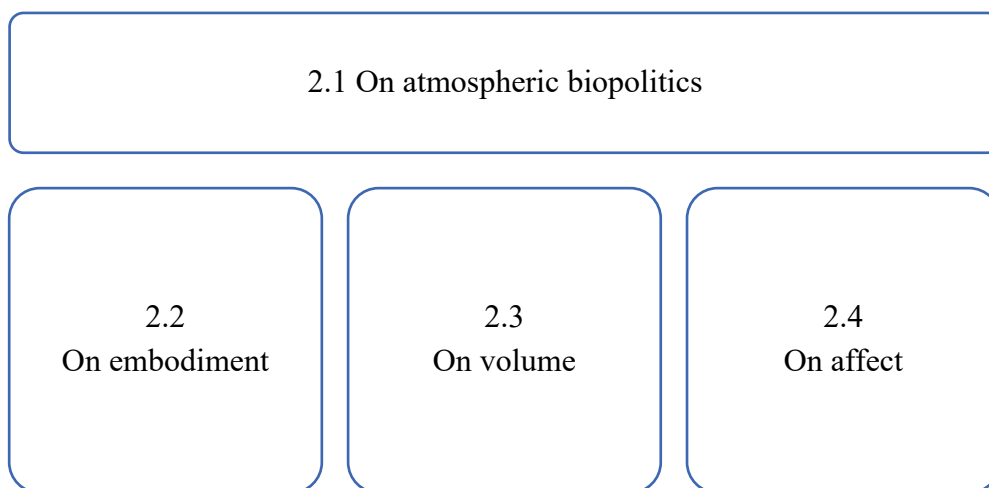 2.1 On atmospheric biopolitics
2.2
On embodiment
2.3
On volume
2.4
On affect